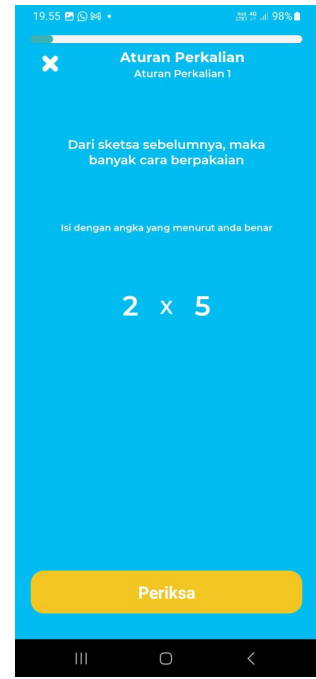 19.55
98%
Aturan Perkalian
Aturan Perkalian 1
Dari sketsa sebelumnya, maka
banyak cara berpakaian
Isi dengan angka yang menurut anda benar
2 x 5
Periksa